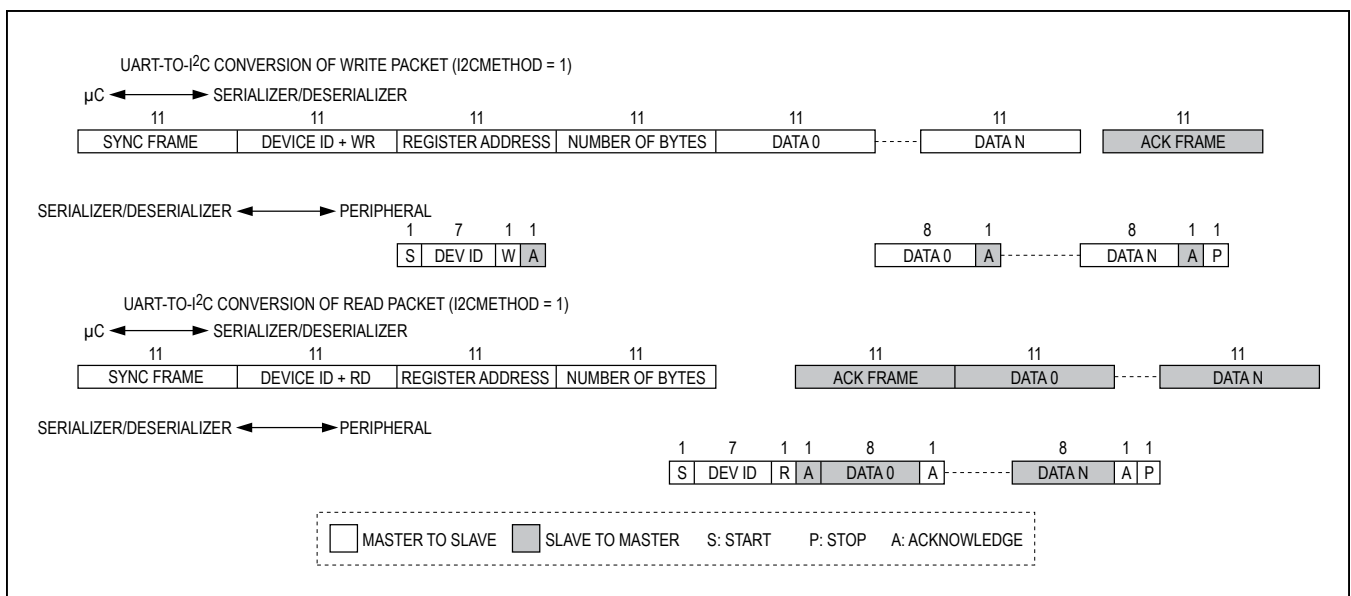 UART-TO-I2C CONVERSION OF WRITE PACKET (I2CMETHOD = 1)
µC SERIALIZER/DESERIALIZER
11 11 11 11 11 11 11
SYNC FRAME DEVICE ID + WR REGISTER ADDRESS NUMBER OF BYTES DATA 0 DATA N ACK FRAME
SERIALIZER/DESERIALIZER PERIPHERAL
1 7 1 1 8 1 8 1 1
S DEV ID W A DATA 0 A DATA N A P
UART-TO-I2C CONVERSION OF READ PACKET (I2CMETHOD = 1)
µC SERIALIZER/DESERIALIZER
11 11 11 11 11 11 11
SYNC FRAME DEVICE ID + RD REGISTER ADDRESS NUMBER OF BYTES ACK FRAME DATA 0 DATA N
SERIALIZER/DESERIALIZER PERIPHERAL
1 7 1 1 8 1 8 1 1
S DEV ID R A DATA 0 A DATA N A P
MASTER TO SLAVE SLAVE TO MASTER S: START P: STOP A: ACKNOWLEDGE